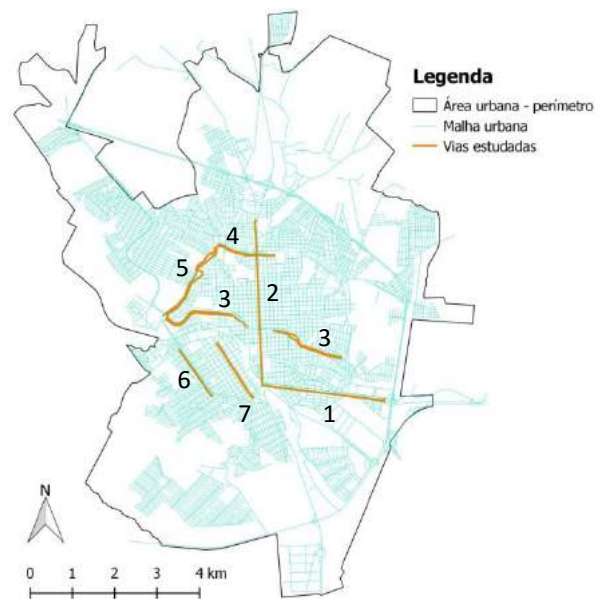 Legenda
Área urbana - perímetro
Malha urbana
Vias estudadas
4
5
2
3
3
6
7
1
N
0 1 2 3 4 km